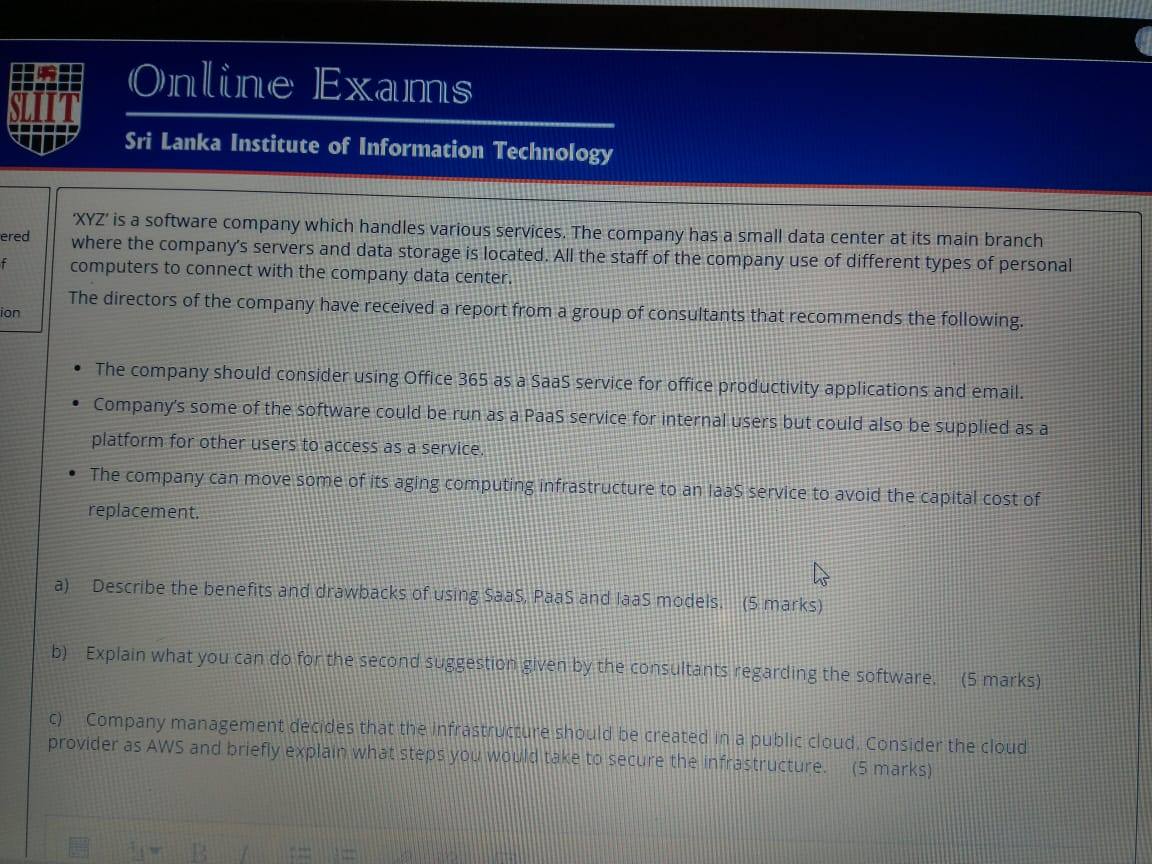 SLIIT
Online Exams
Sri Lanka Institute of Information Technology
ered
f
ion
'XYZ' is a software company which handles various services. The company has a small data center at its main branch
where the company's servers and data storage is located. All the staff of the company use of different types of personal
computers to connect with the company data center.
The directors of the company have received a report from a group of consultants that recommends the following.
• The company should consider using Office 365 as a SaaS service for office productivity applications and email.
• Company's some of the software could be run as a PaaS service for internal users but could also be supplied as a
platform for other users to access as a service.
• The company can move some of its aging computing infrastructure to an IaaS service to avoid the capital cost of
replacement.
a) Describe the benefits and drawbacks of using SaaS, PaaS and IaaS models. (5 marks)
b) Explain what you can do for the second suggestion given by the consultants regarding the software. (5 marks)
c) Company management decides that the infrastructure should be created in a public cloud. Consider the cloud
provider as AWS and briefly explain what steps you would take to secure the infrastructure. (5 marks)
B I